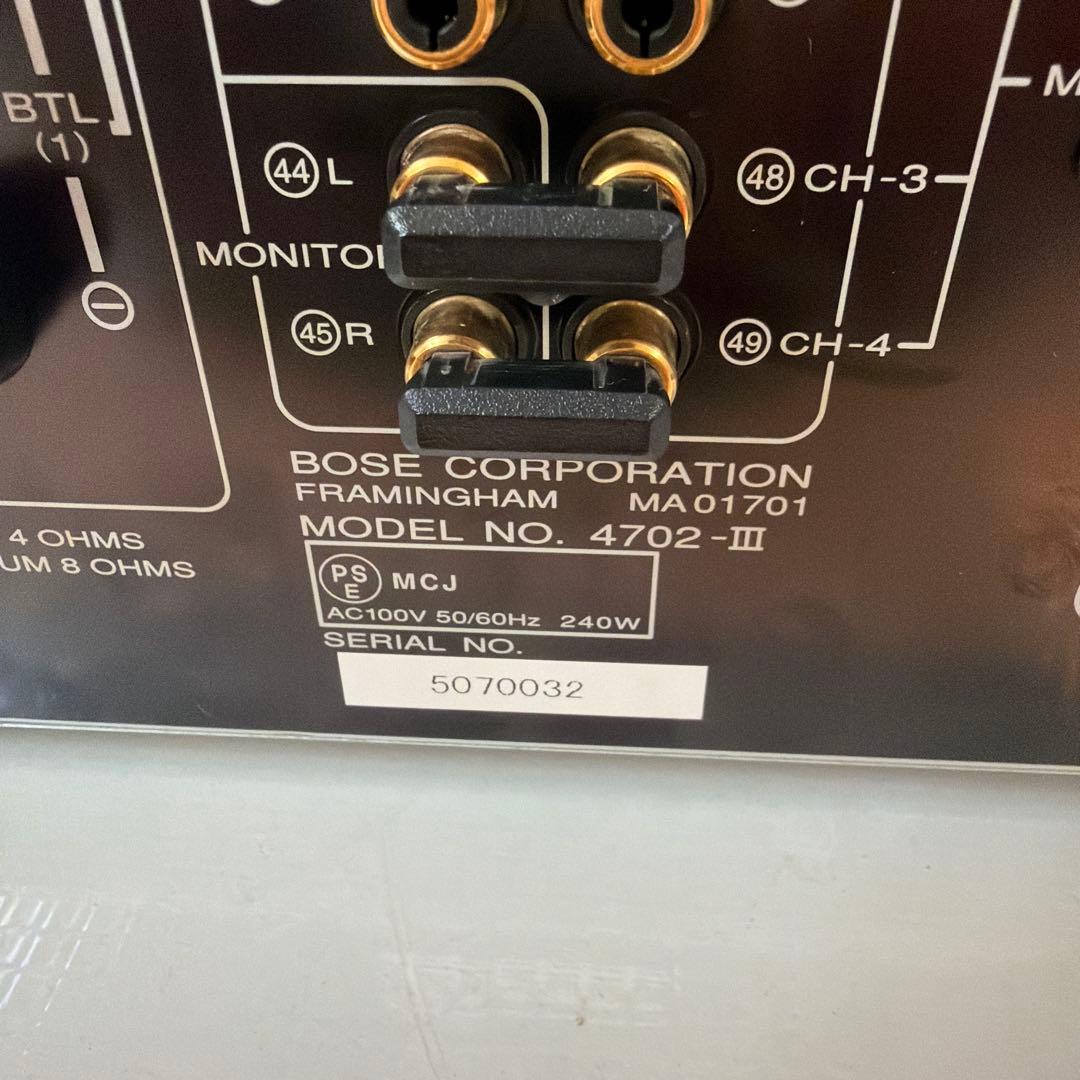 BTL
(1)
44 L
48 CH-3
MONITO
45 R
49 CH-4
BOSE CORPORATION
FRAMINGHAM MA 01701
MODEL NO. 4702-III
4 OHMS
UM 8 OHMS
PSE MCJ
AC100V 50/60Hz 240W
SERIAL NO.
5070032